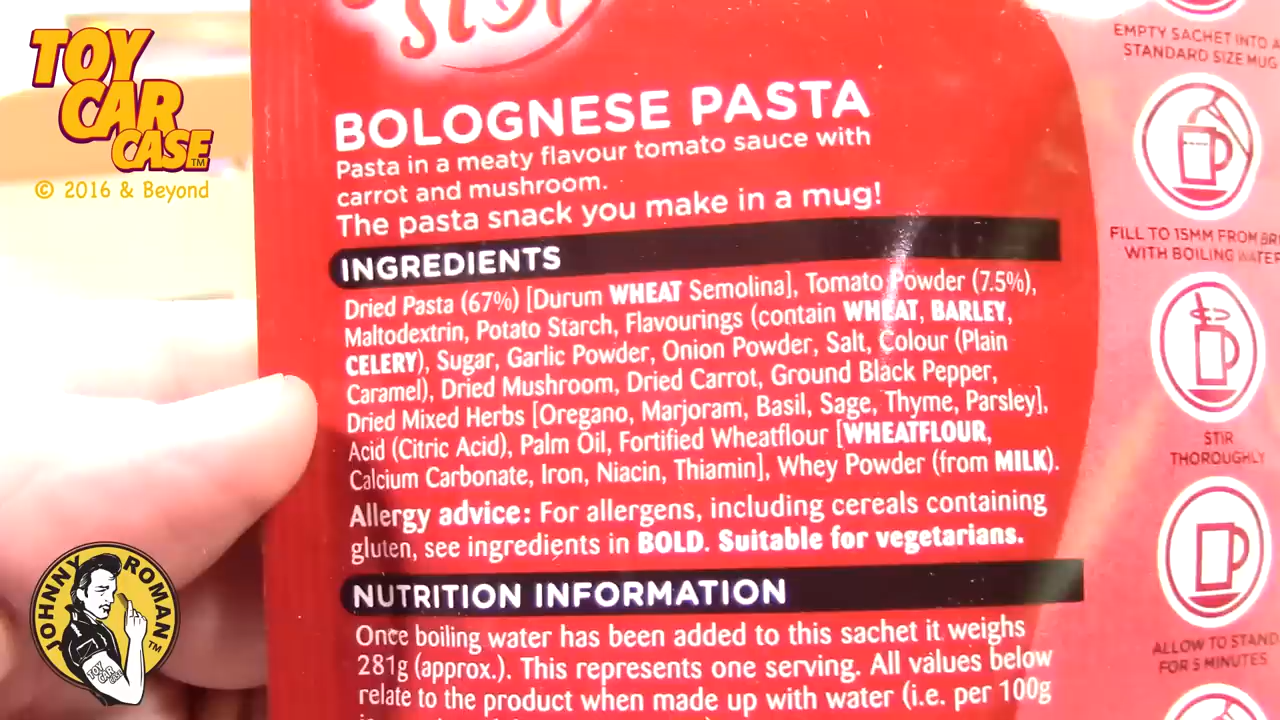 TOY
CAR
CASE™
© 2016 & Beyond
BOLOGNESE PASTA
Pasta in a meaty flavour tomato sauce with
carrot and mushroom.
The pasta snack you make in a mug!
INGREDIENTS
Dried Pasta (67%) [Durum WHEAT Semolina], Tomato Powder (7.5%),
Maltodextrin, Potato Starch, Flavourings (contain WHEAT, BARLEY,
CELERY), Sugar, Garlic Powder, Onion Powder, Salt, Colour (Plain
Caramel), Dried Mushroom, Dried Carrot, Ground Black Pepper,
Dried Mixed Herbs [Oregano, Marjoram, Basil, Sage, Thyme, Parsley],
Acid (Citric Acid), Palm Oil, Fortified Wheatflour [WHEATFLOUR,
Calcium Carbonate, Iron, Niacin, Thiamin], Whey Powder (from MILK).
Allergy advice: For allergens, including cereals containing
gluten, see ingredients in BOLD. Suitable for vegetarians.
NUTRITION INFORMATION
Once boiling water has been added to this sachet it weighs
281g (approx.). This represents one serving. All values below
relate to the product when made up with water (i.e. per 100g
EMPTY SACHET INTO A
STANDARD SIZE MUG
FILL TO 15MM FROM
WITH BOILING WATER
STIR
THOROUGHLY
ALLOW TO STAND
FOR 5 MINUTES
JOHNNY ROMAN™
TOY
CAR
CASE